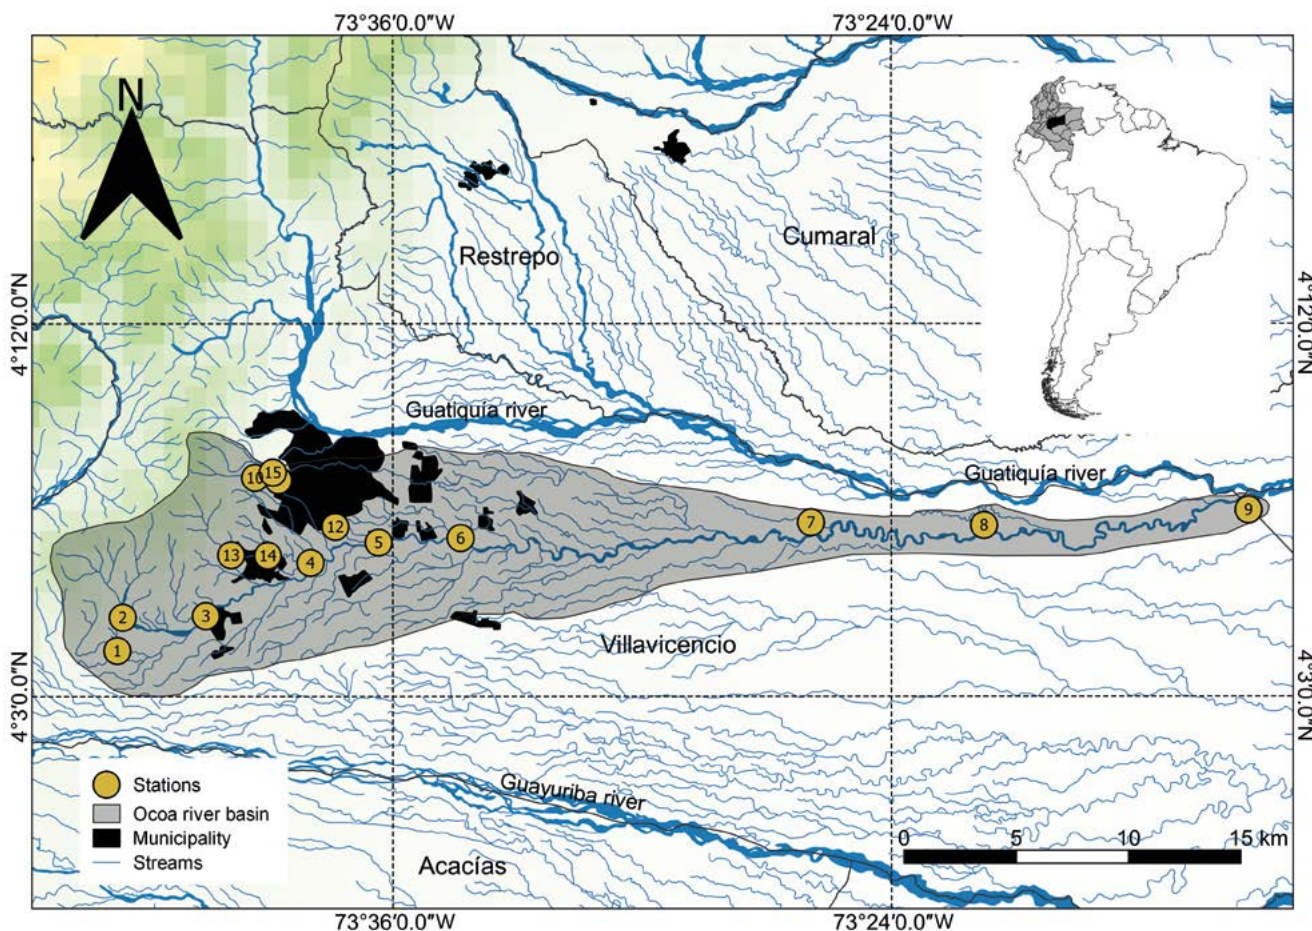 73°36'0.0"W 73°24'0.0"W
N
Cumaral
Restrepo
4°12'0.0"N 4°12'0.0"N
Guatiquía river
Guatiquía river
10 15
9
7 8
12
5 6
13 14 4
2 3
1
Villavicencio
4°3'0.0"N 4°3'0.0"N
Stations
Ocoa river basin
Municipality
Streams
Guayuriba river
0 5 10 15 km
Acacías
73°36'0.0"W 73°24'0.0"W